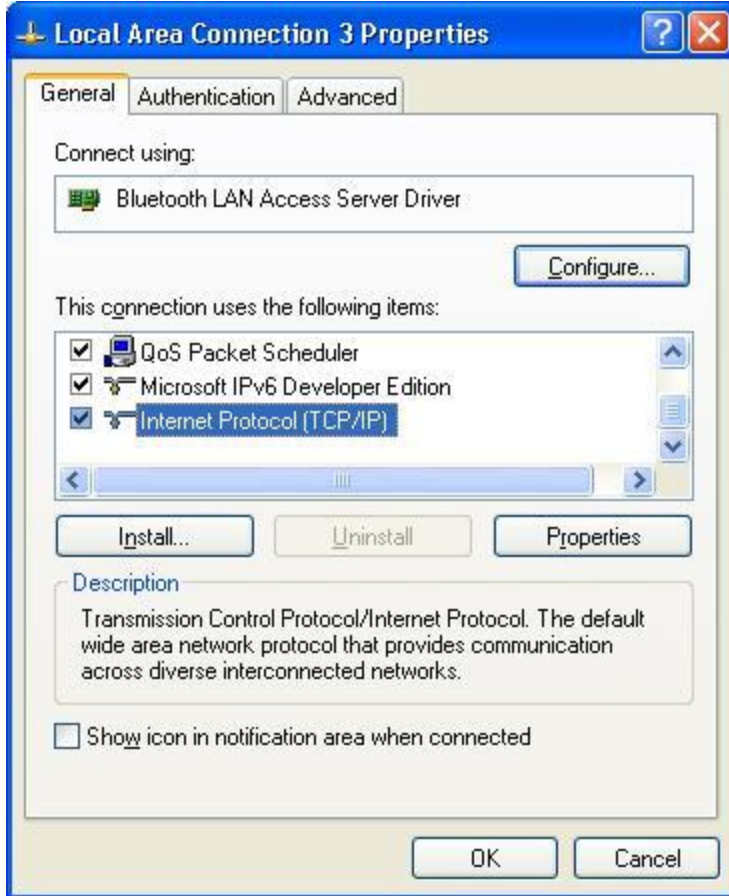 Local Area Connection 3 Properties
General Authentication Advanced
Connect using:
Bluetooth LAN Access Server Driver
Configure...
This connection uses the following items:
QoS Packet Scheduler
Microsoft IPv6 Developer Edition
Internet Protocol (TCP/IP)
Install... Uninstall Properties
Description
Transmission Control Protocol/Internet Protocol. The default
wide area network protocol that provides communication
across diverse interconnected networks.
Show icon in notification area when connected
OK Cancel